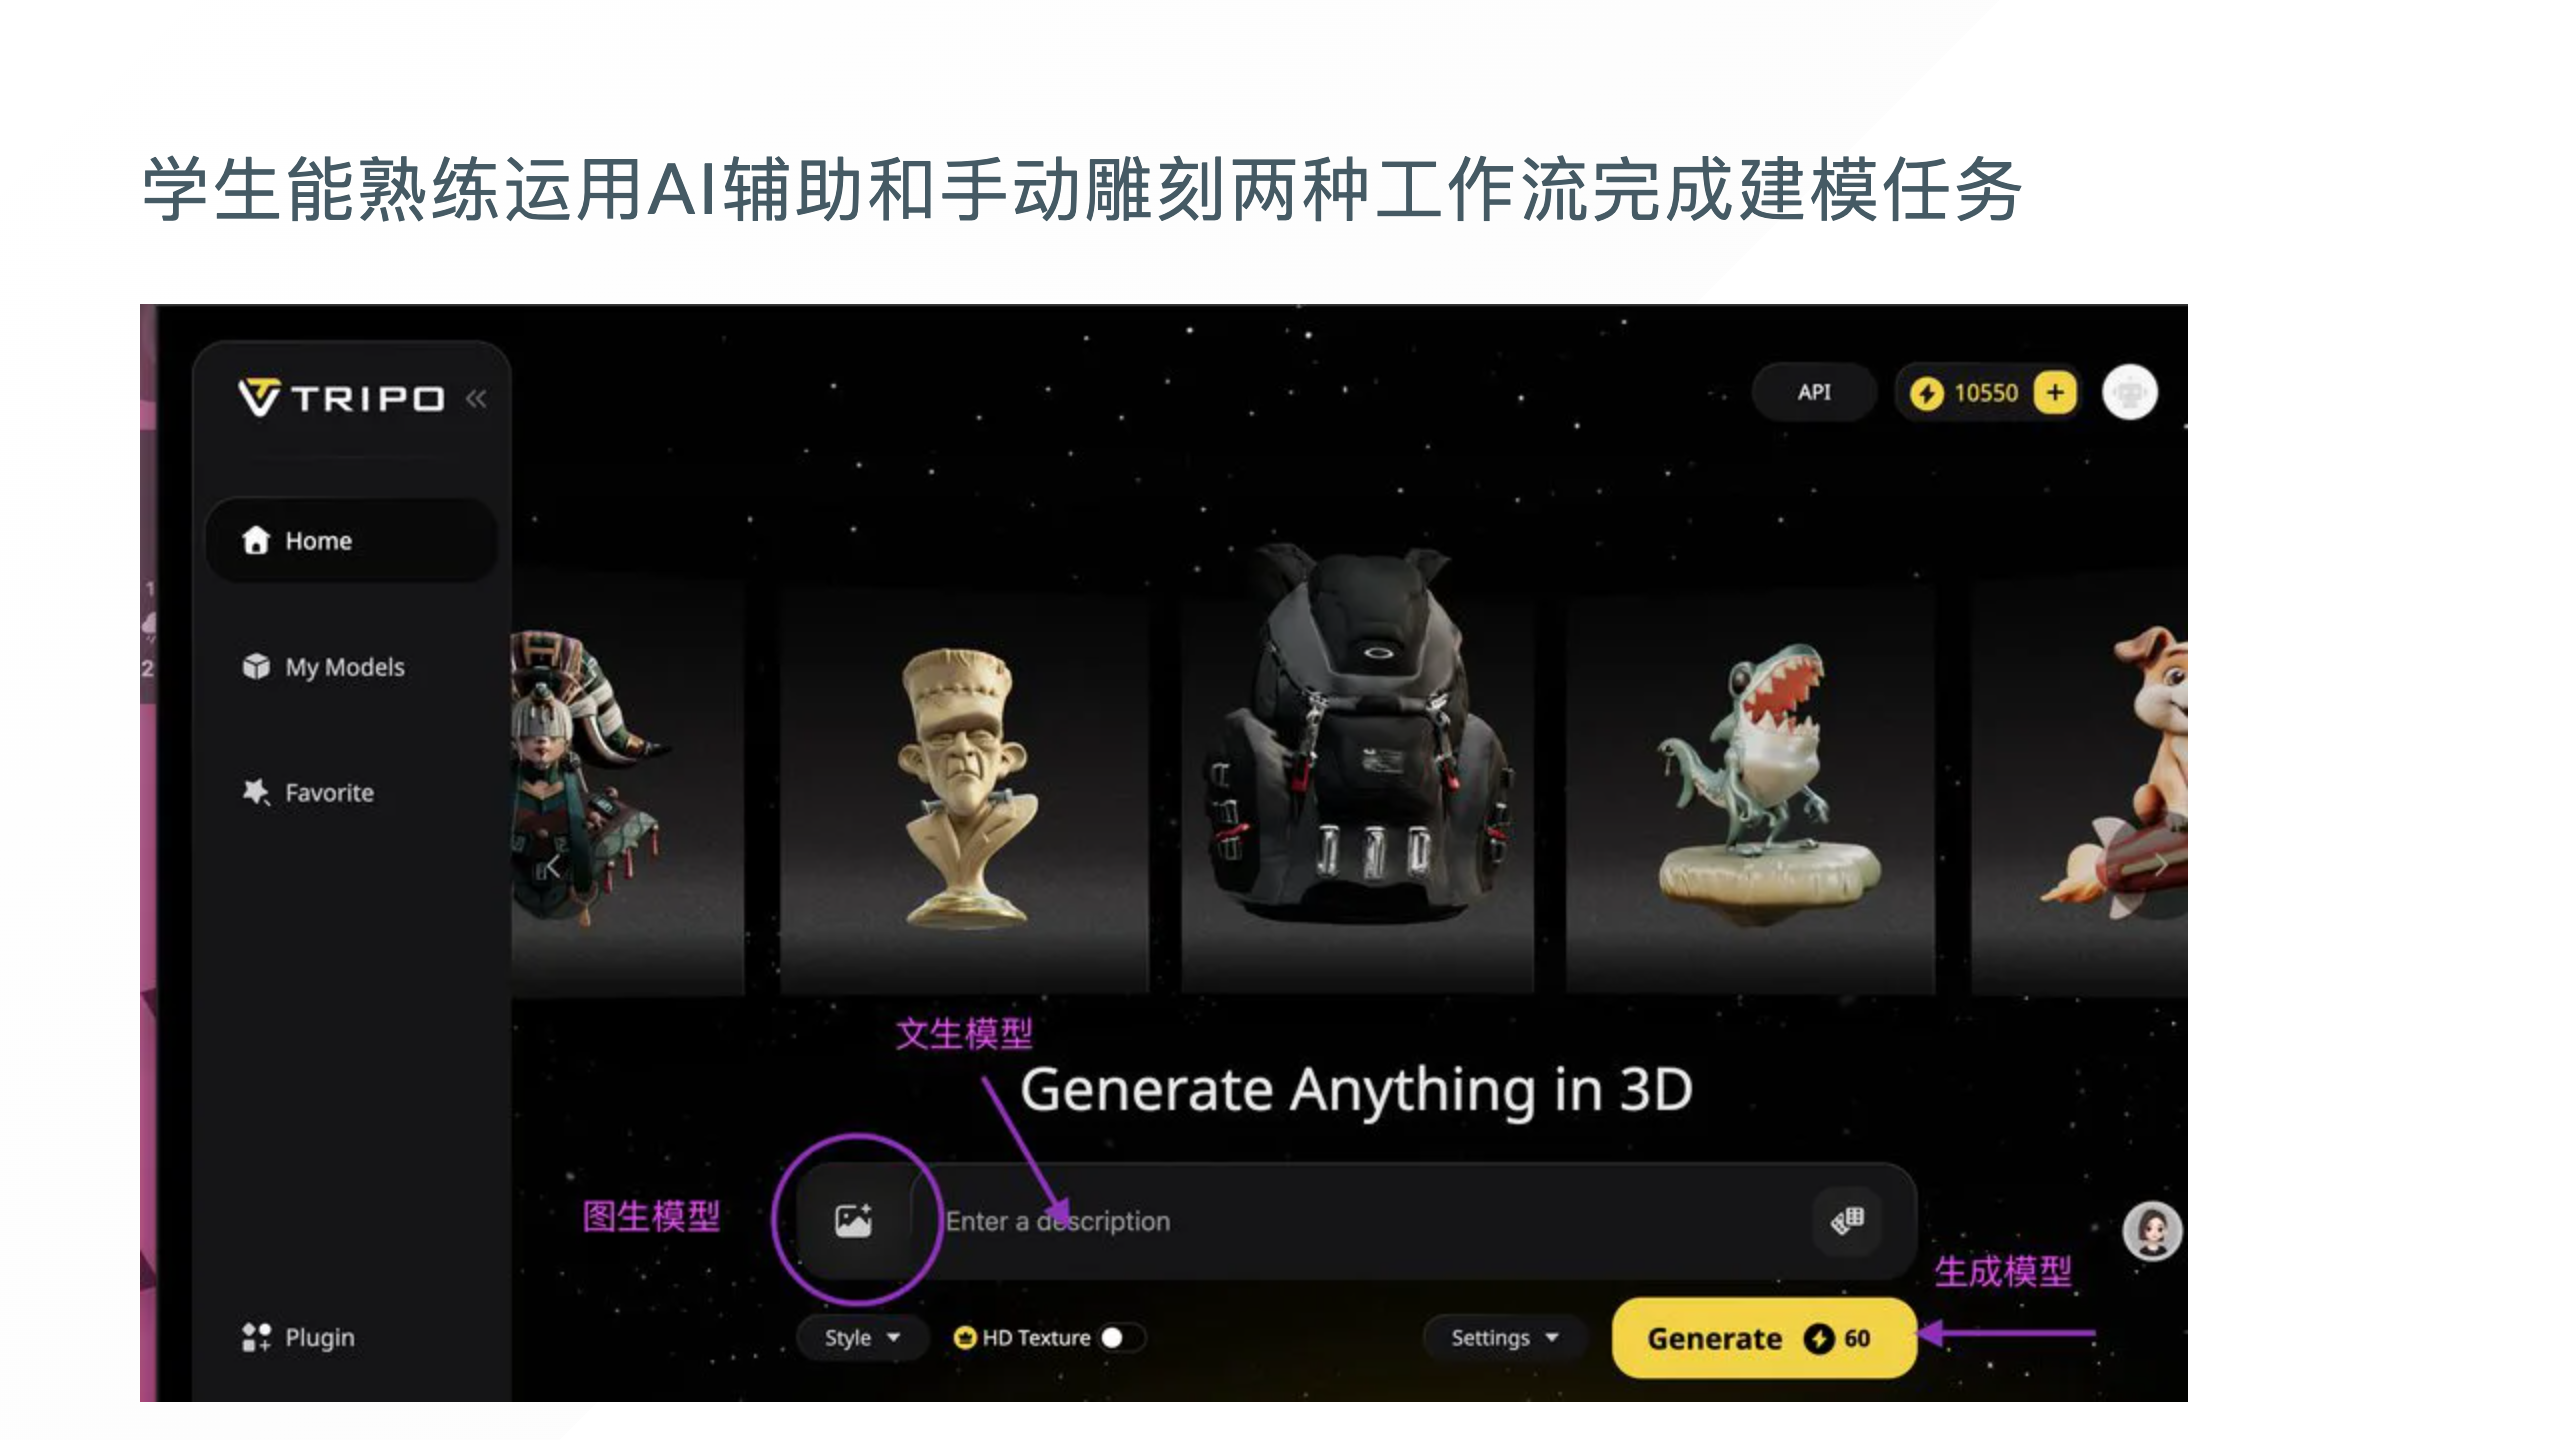 学生能熟练运用AI辅助和手动雕刻两种工作流完成建模任务
TRIPO
API
10550
Home
1
My Models
2
Favorite
文生模型
Generate Anything in 3D
图生模型
Enter a description
生成模型
Plugin
Style
HD Texture
Settings
Generate 60